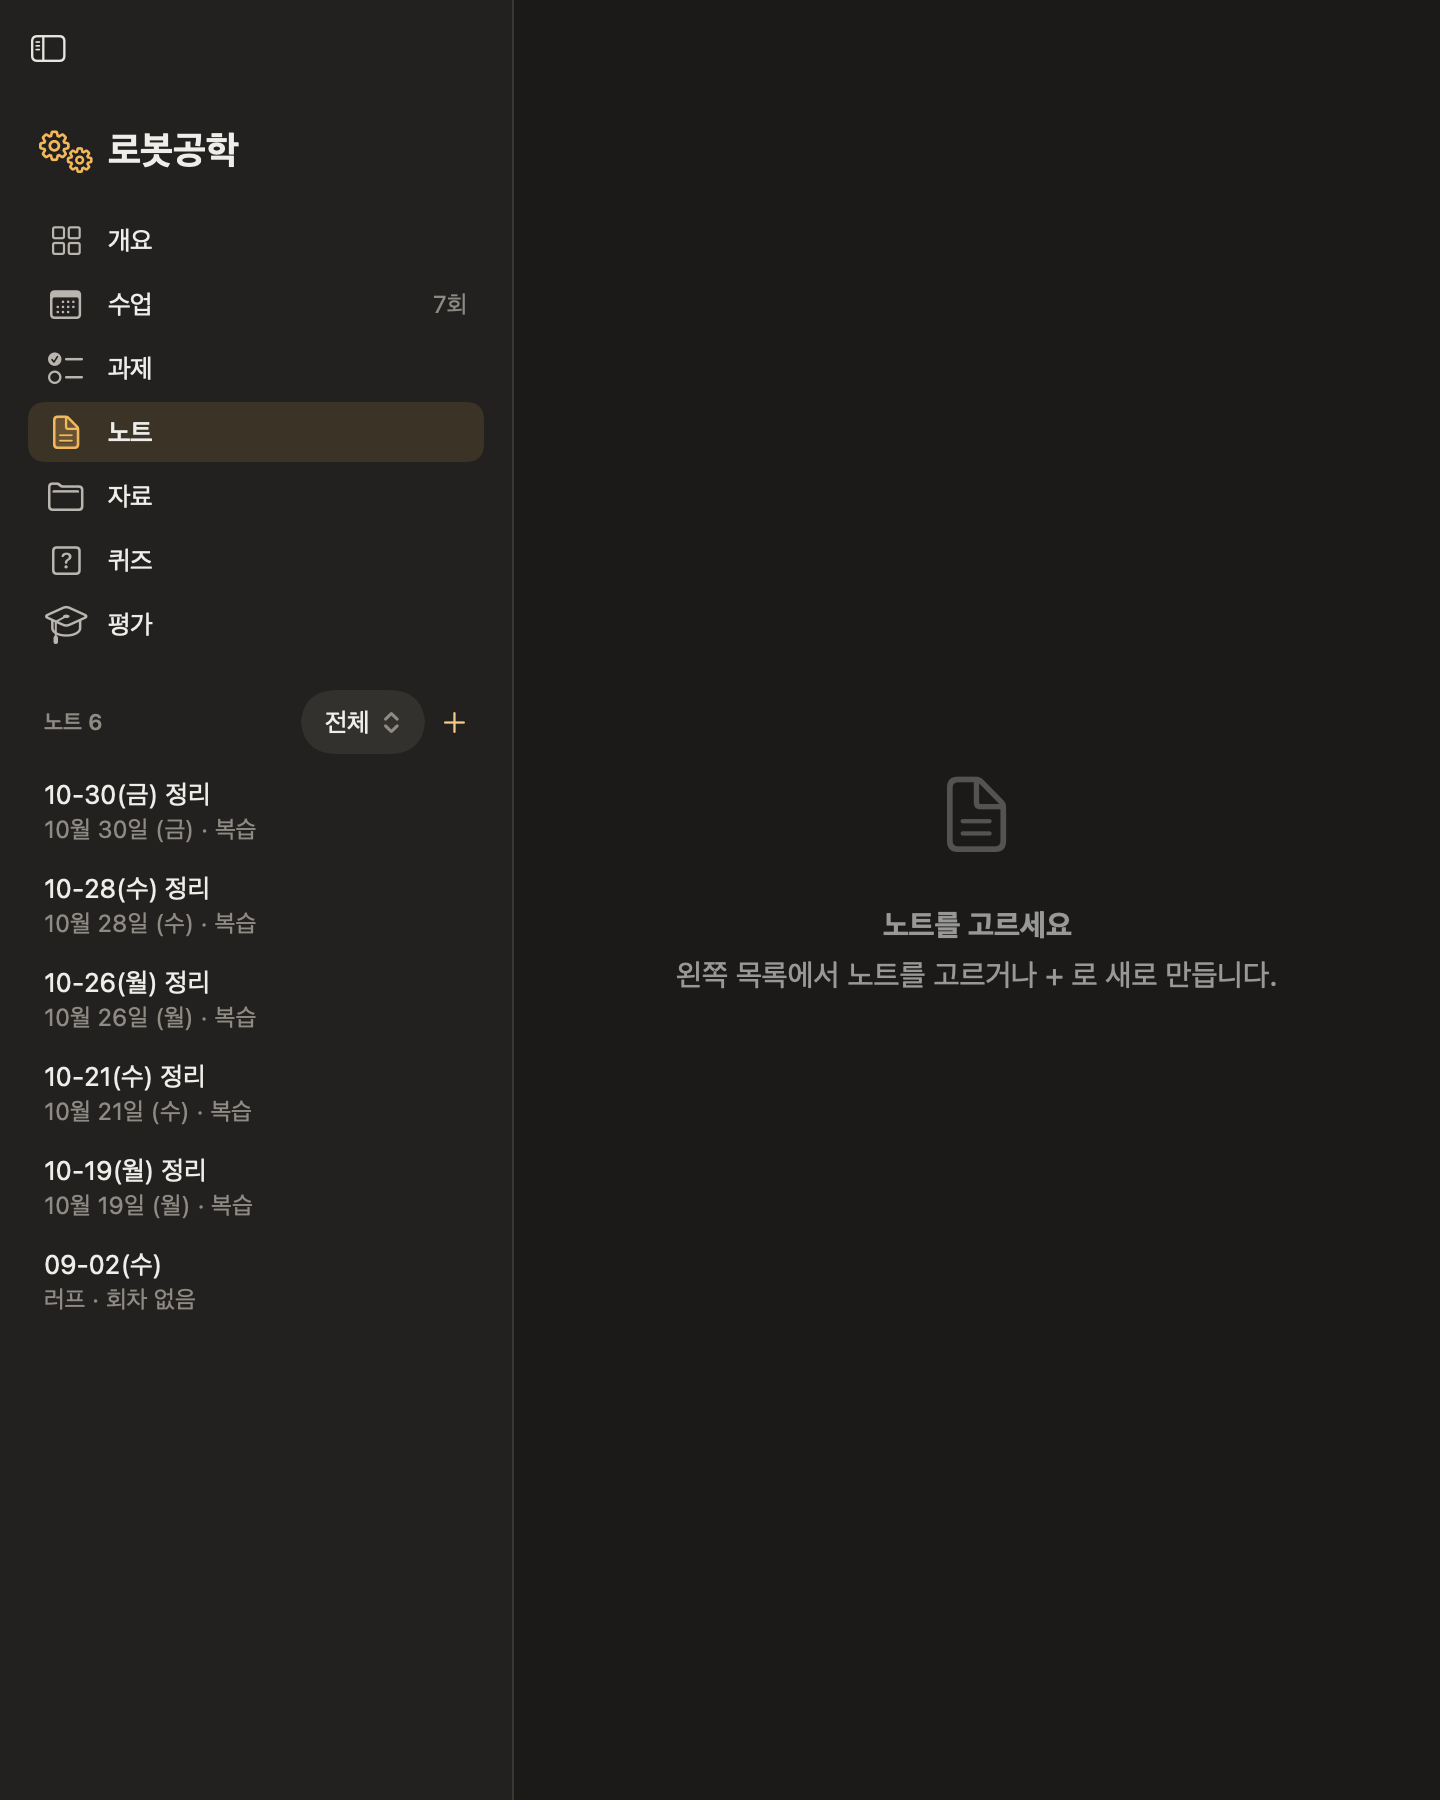 로봇공학
개요
수업 7회
과제
노트
자료
퀴즈
평가
노트 6 전체
10-30(금) 정리
10월 30일 (금) · 복습
10-28(수) 정리
10월 28일 (수) · 복습
10-26(월) 정리
10월 26일 (월) · 복습
10-21(수) 정리
10월 21일 (수) · 복습
10-19(월) 정리
10월 19일 (월) · 복습
09-02(수)
러프 · 회차 없음
노트를 고르세요
왼쪽 목록에서 노트를 고르거나 + 로 새로 만듭니다.